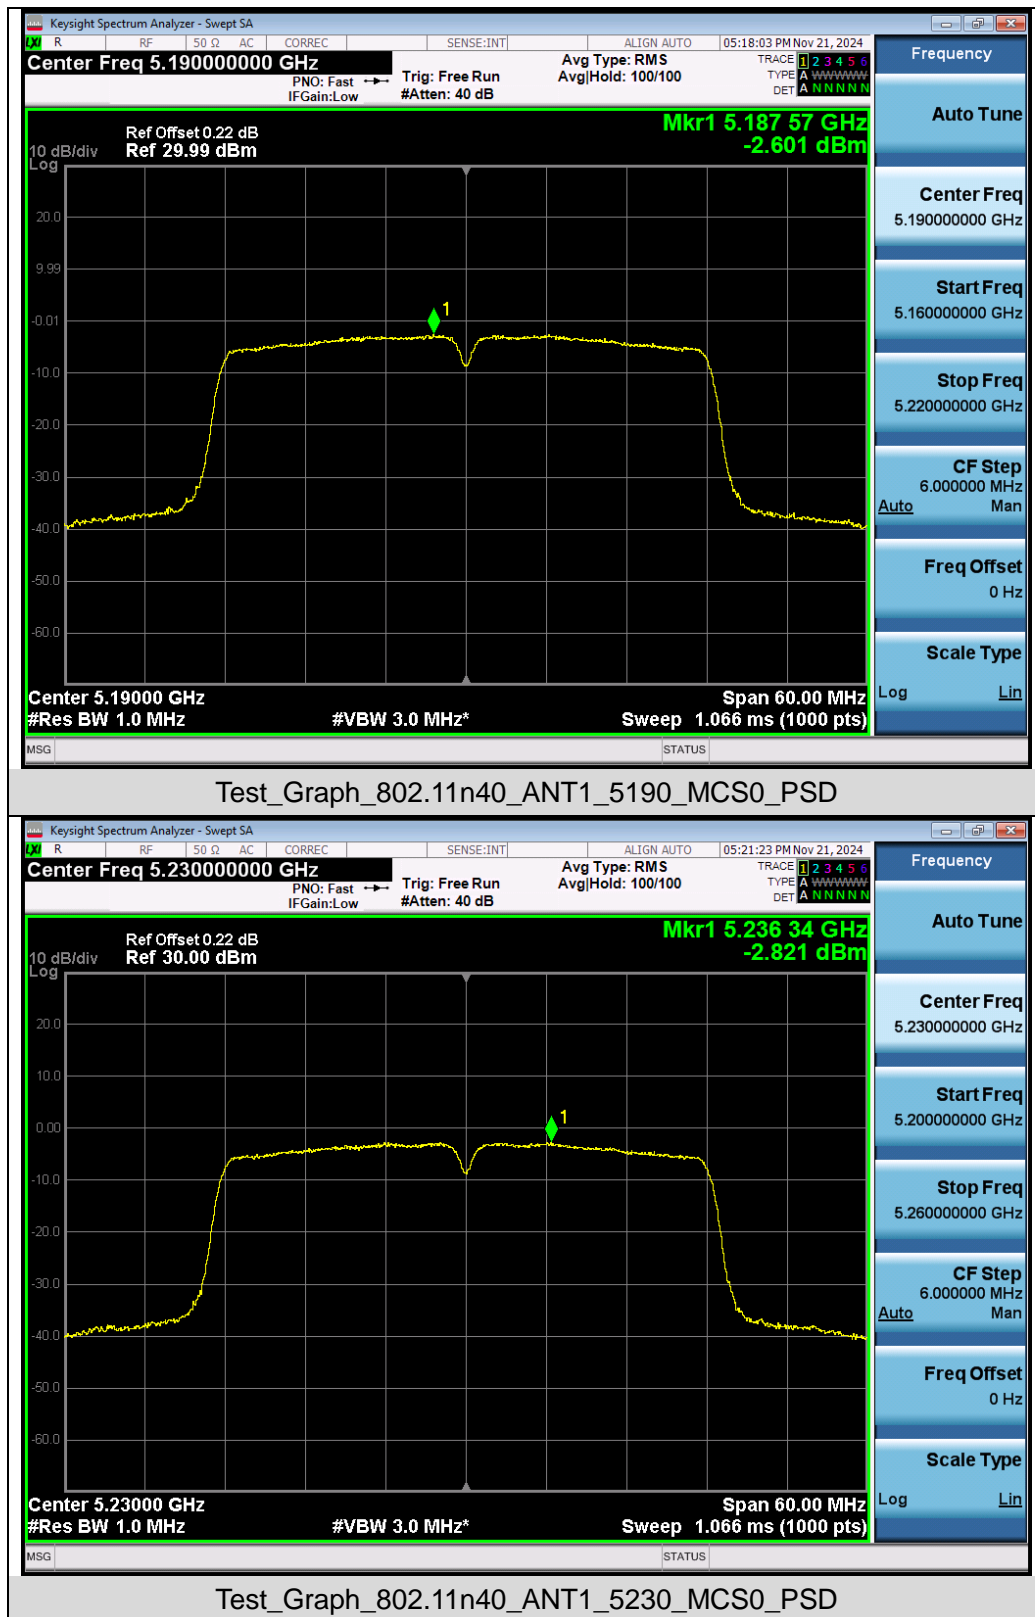 Keysight Spectrum Analyzer - Swept SA
LXI R RF 50 Ω AC CORREC SENSE:INT ALIGN AUTO 05:18:03 PM Nov 21, 2024
Center Freq 5.190000000 GHz Avg Type: RMS TRACE 1 2 3 4 5 6
PNO: Fast Trig: Free Run Avg|Hold: 100/100 TYPE A WWWWW
IFGain:Low #Atten: 40 dB DET A N N N N N
Frequency
Auto Tune
Center Freq
5.190000000 GHz
Start Freq
5.160000000 GHz
Stop Freq
5.220000000 GHz
CF Step
6.000000 MHz
Auto Man
Freq Offset
0 Hz
Scale Type
Log Lin
Mkr1 5.187 57 GHz
-2.601 dBm
Ref Offset 0.22 dB
10 dB/div Ref 29.99 dBm
Log
20.0
9.99
-0.01
-10.0
-20.0
-30.0
-40.0
-50.0
-60.0
1
Center 5.19000 GHz Span 60.00 MHz
#Res BW 1.0 MHz #VBW 3.0 MHz* Sweep 1.066 ms (1000 pts)
MSG STATUS
Test_Graph_802.11n40_ANT1_5190_MCS0_PSD
Keysight Spectrum Analyzer - Swept SA
LXI R RF 50 Ω AC CORREC SENSE:INT ALIGN AUTO 05:21:23 PM Nov 21, 2024
Center Freq 5.230000000 GHz Avg Type: RMS TRACE 1 2 3 4 5 6
PNO: Fast Trig: Free Run Avg|Hold: 100/100 TYPE A WWWWW
IFGain:Low #Atten: 40 dB DET A N N N N N
Frequency
Auto Tune
Center Freq
5.230000000 GHz
Start Freq
5.200000000 GHz
Stop Freq
5.260000000 GHz
CF Step
6.000000 MHz
Auto Man
Freq Offset
0 Hz
Scale Type
Log Lin
Mkr1 5.236 34 GHz
-2.821 dBm
Ref Offset 0.22 dB
10 dB/div Ref 30.00 dBm
Log
20.0
10.0
0.00
-10.0
-20.0
-30.0
-40.0
-50.0
-60.0
1
Center 5.23000 GHz Span 60.00 MHz
#Res BW 1.0 MHz #VBW 3.0 MHz* Sweep 1.066 ms (1000 pts)
MSG STATUS
Test_Graph_802.11n40_ANT1_5230_MCS0_PSD